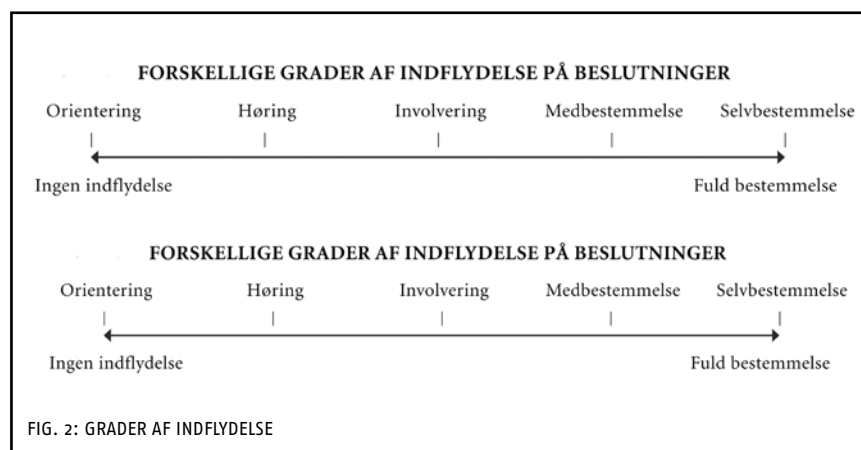 FORSKELLIGE GRADER AF INDFLYDELSE PÅ BESLUTNINGER
Orientering Høring Involvering Medbestemmelse Selvbestemmelse
Ingen indflydelse Fuld bestemmelse
FORSKELLIGE GRADER AF INDFLYDELSE PÅ BESLUTNINGER
Orientering Høring Involvering Medbestemmelse Selvbestemmelse
Ingen indflydelse Fuld bestemmelse
FIG. 2: GRADER AF INDFLYDELSE